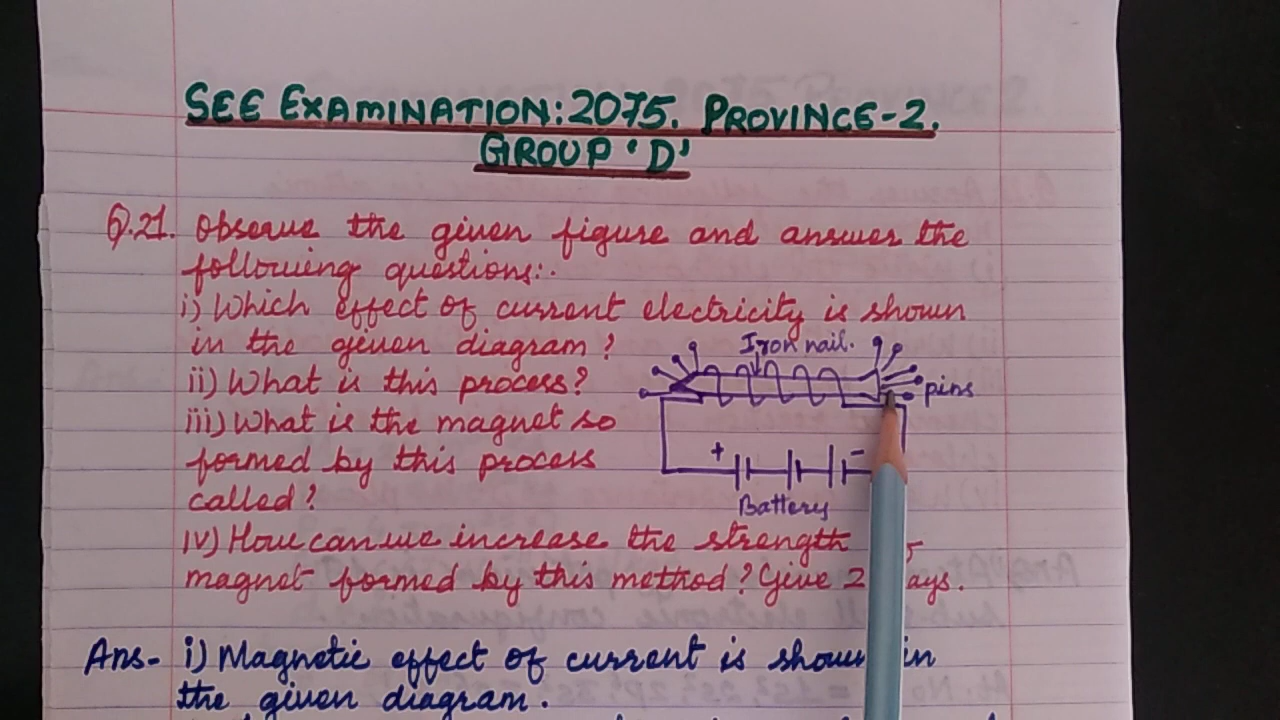 SEE EXAMINATION: 2075. PROVINCE-2.
GROUP 'D'
Q.21. Observe the given figure and answer the
following questions:.
i) Which effect of current electricity is shown
in the given diagram?
Iron nail.
ii) What is this process?
pins
iii) What is the magnet so
formed by this process
+ -
called?
Battery
iv) How can we increase the strength
magnet formed by this method? Give 2
Ans- i) Magnetic effect of current is shown in
the given diagram.